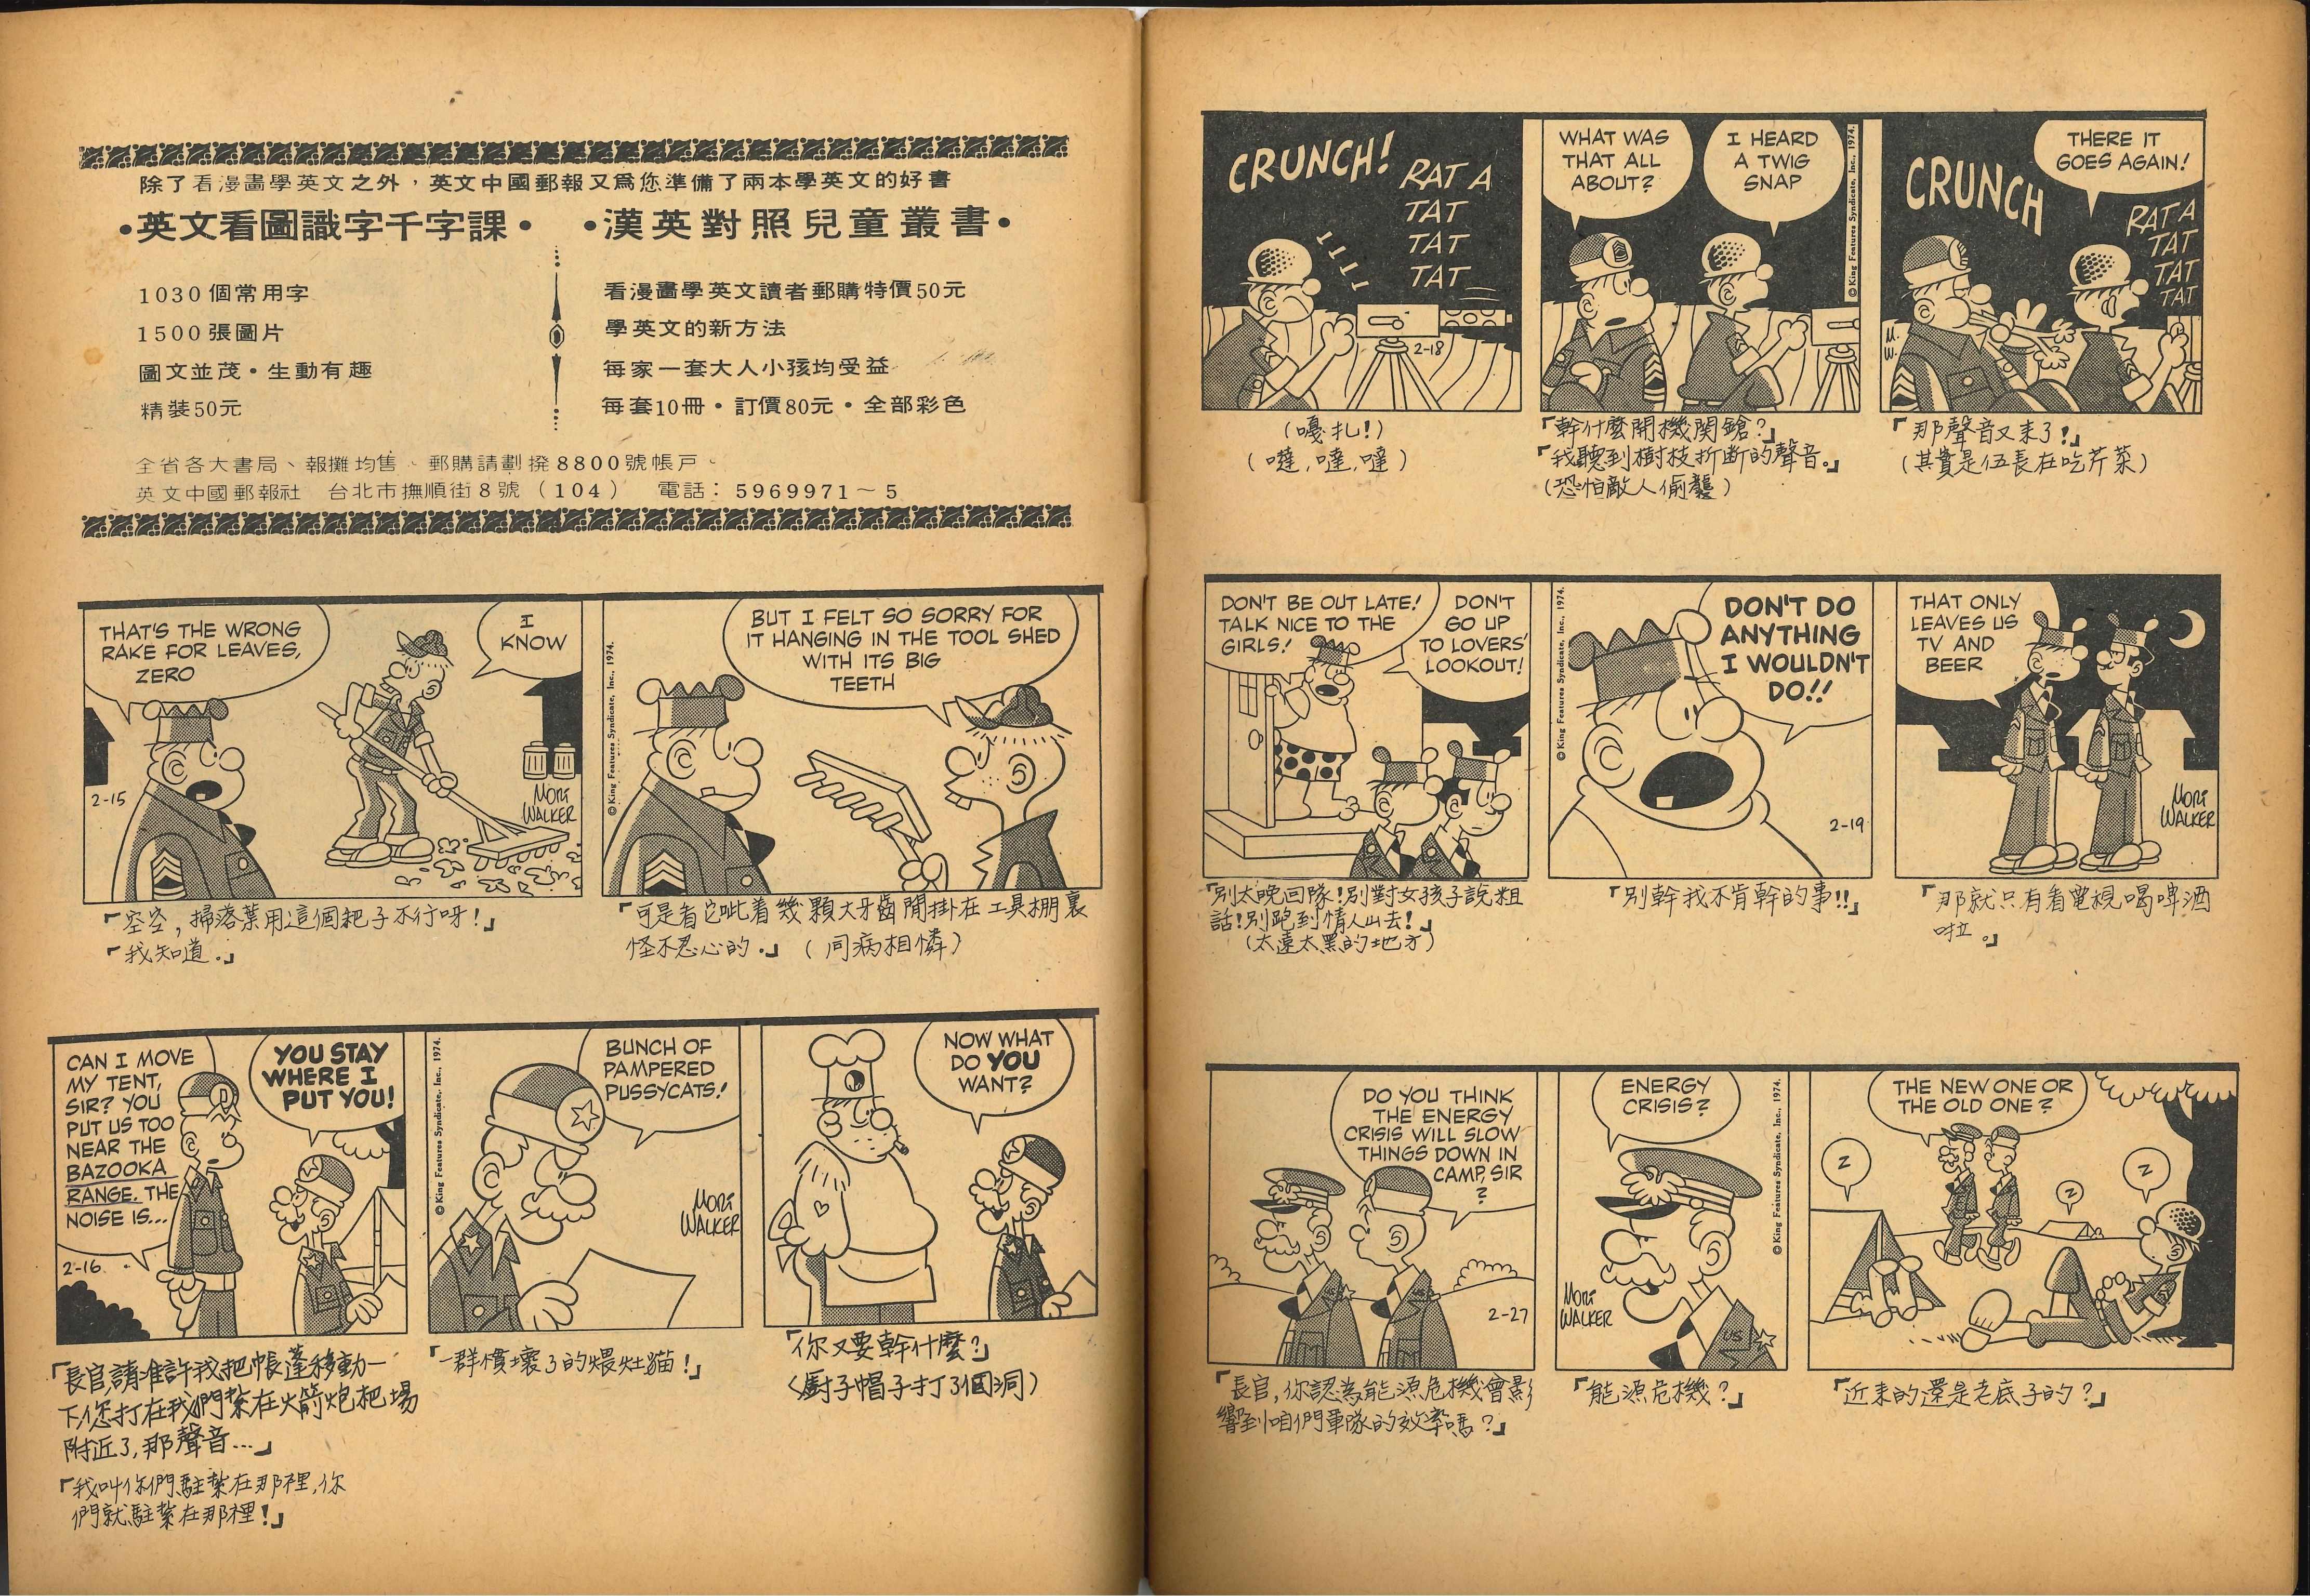 除了看漫畵學英文之外，英文中國郵報又爲您準備了兩本學英文的好書
•英文看圖識字千字課•
1030個常用字
1500張圖片
圖文並茂•生動有趣
精裝50元
•漢英對照兒童叢書•
看漫畵學英文讀者郵購特價50元
學英文的新方法
每家一套大人小孩均受益
每套10冊•訂價80元•全部彩色
全省各大書局、報攤均售、郵購請劃撥8800號帳戶。
英文中國郵報社 台北市撫順街8號（104） 電話：5969971～5
THAT'S THE WRONG
RAKE FOR LEAVES,
ZERO
I
KNOW
2-15
MORT
WALKER
© King Features Syndicate, Inc., 1974.
BUT I FELT SO SORRY FOR
IT HANGING IN THE TOOL SHED
WITH ITS BIG
TEETH
「空空，掃落葉用這個耙子不行呀！」
「我知道。」
「可是看它呲着幾顆大牙齒閒掛在工具棚裏
怪不忍心的。」（同病相憐）
CAN I MOVE
MY TENT,
SIR? YOU
PUT US TOO
NEAR THE
BAZOOKA
RANGE. THE
NOISE IS...
YOU STAY
WHERE I
PUT YOU!
2-16
© King Features Syndicate, Inc., 1974.
BUNCH OF
PAMPERED
PUSSYCATS!
MORT
WALKER
NOW WHAT
DO YOU
WANT?
「長官,請准許我把帳蓬移動一
下,您打在我們紮在火箭炮靶場
附近了,那聲音…」
「我叫你們駐紮在那裡,你
們就駐紮在那裡！」
「一群慣壞了的煨灶貓！」
「你又要幹什麼？」
（廚子帽子打了個洞）
CRUNCH!
RAT A
TAT
TAT
TAT
2-18
WHAT WAS
THAT ALL
ABOUT?
I HEARD
A TWIG
SNAP
© King Features Syndicate, Inc., 1974.
CRUNCH
THERE IT
GOES AGAIN!
RAT A
TAT
TAT
TAT
M.
W.
（嘎扎！）
（噠,噠,噠）
「幹什麼開機関鎗？」
「我聽到樹枝折断的聲音。」
（恐怕敵人偷襲）
「那聲音又来了！」
（其實是伍長在吃芹菜）
DON'T BE OUT LATE!
TALK NICE TO THE
GIRLS!
DON'T
GO UP
TO LOVERS'
LOOKOUT!
© King Features Syndicate, Inc., 1974.
DON'T DO
ANYTHING
I WOULDN'T
DO!!
2-19
THAT ONLY
LEAVES US
TV AND
BEER
MORT
WALKER
「別太晚回隊！別對女孩子說粗
話！別跑到情人山去！」
（太遠太黑的地方）
「別幹我不肯幹的事!!」
「那就只有看電視喝啤酒
啦。」
DO YOU THINK
THE ENERGY
CRISIS WILL SLOW
THINGS DOWN IN
CAMP, SIR
?
2-27
ENERGY
CRISIS?
© King Features Syndicate, Inc., 1974.
MORT
WALKER
US
THE NEW ONE OR
THE OLD ONE?
Z
Z
Z
「長官,你認為能源危機會影
響到咱們軍隊的效率嗎？」
「能源危機？」
「近来的還是老底子的？」